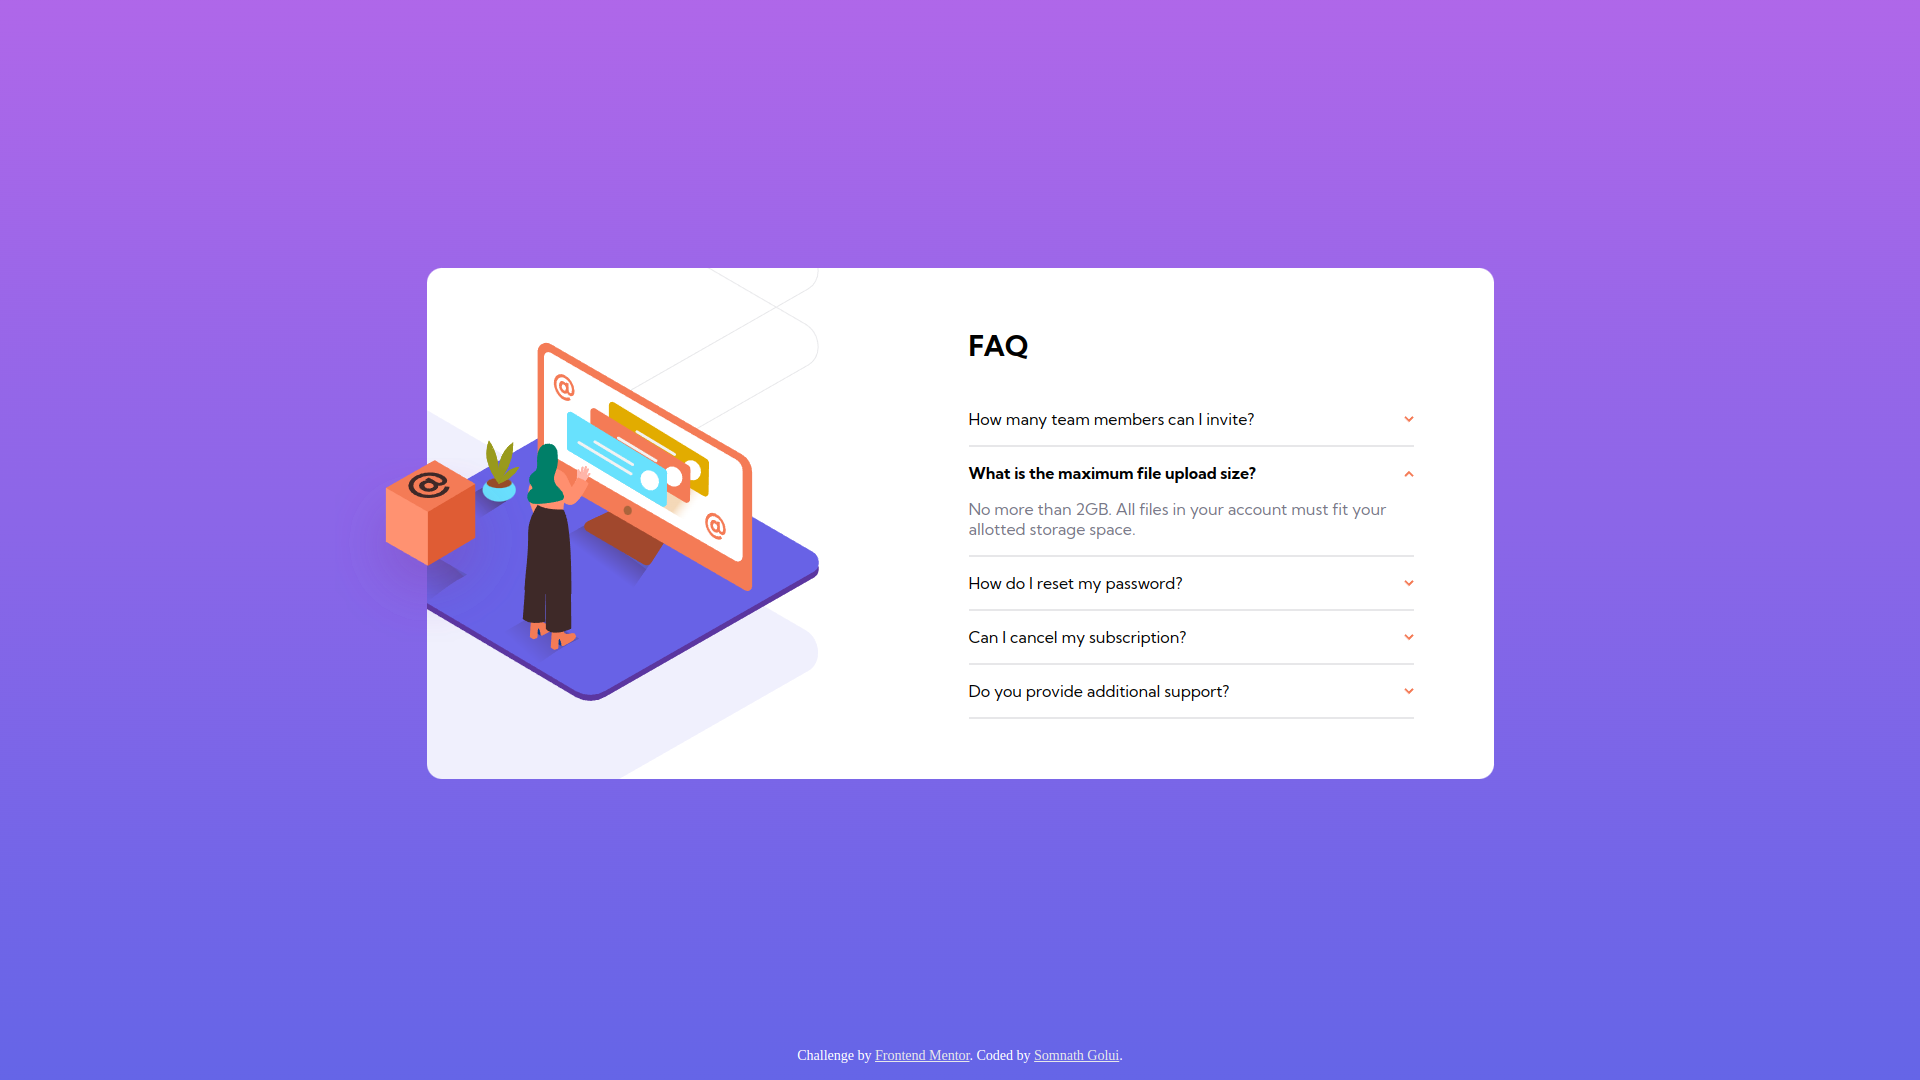 FAQ
How many team members can I invite?
What is the maximum file upload size?
No more than 2GB. All files in your account must fit your
allotted storage space.
How do I reset my password?
Can I cancel my subscription?
Do you provide additional support?
@
@
@
Challenge by Frontend Mentor. Coded by Somnath Golui.